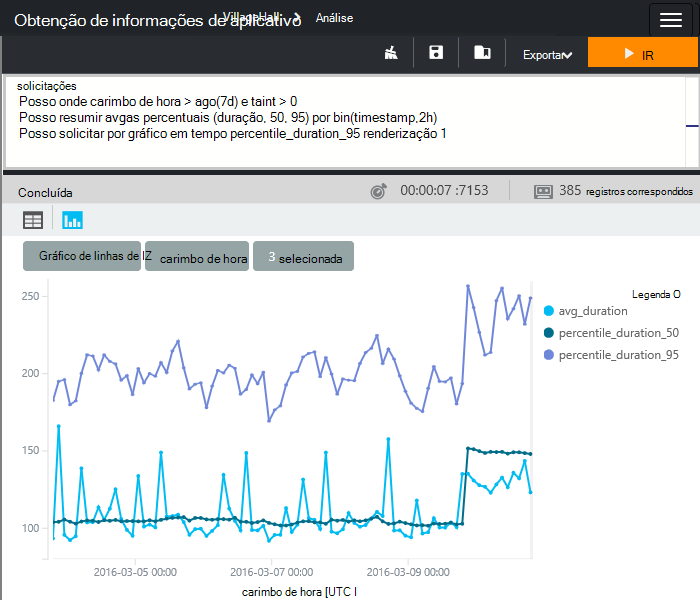 Obtenção de informações de aplicativo
VillageHall
Análise
Exportar
IR
solicitações
Posso onde carimbo de hora > ago(7d) e taint > 0
Posso resumir avgas percentuais (duração, 50, 95) por bin(timestamp,2h)
Posso solicitar por gráfico em tempo percentile_duration_95 renderização 1
Concluída
00:00:07 :7153
385 registros correspondidos
Gráfico de linhas de IZ
carimbo de hora
3 selecionada
Legenda O
avg_duration
percentile_duration_50
percentile_duration_95
250
200
150
100
2016-03-05 00:00
2016-03-07 00:00
2016-03-09 00:00
carimbo de hora [UTC I